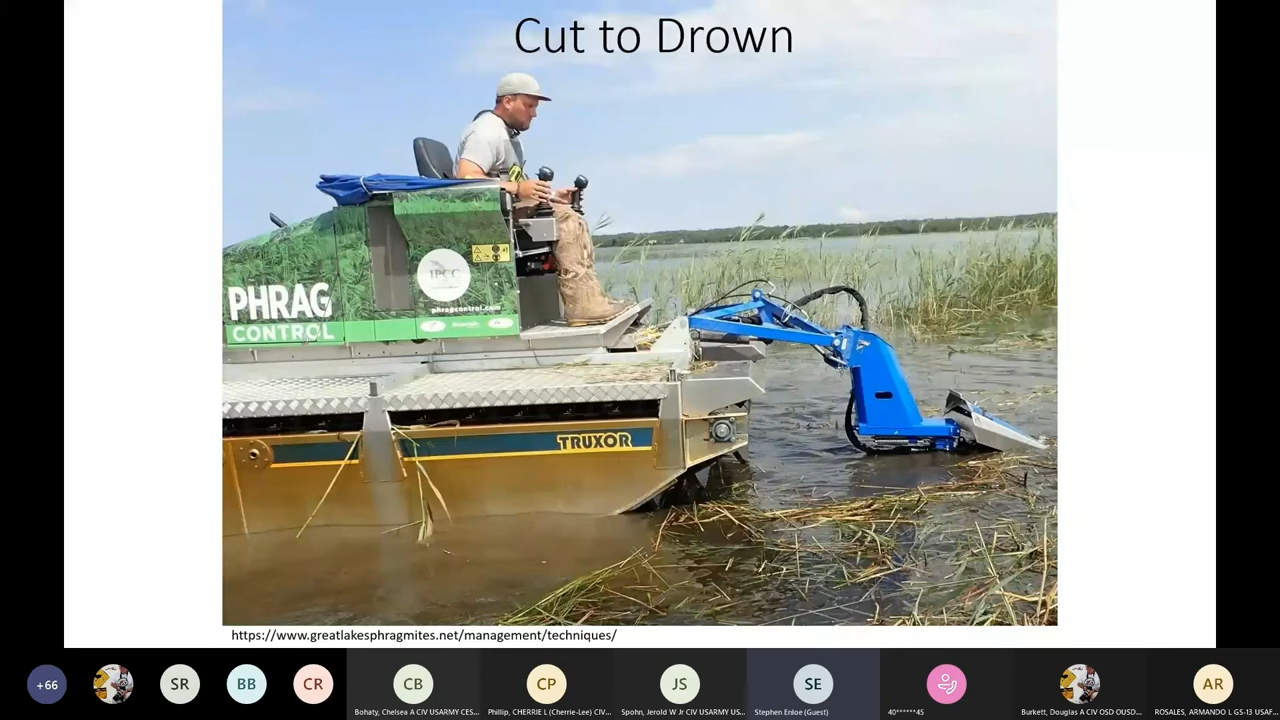 Cut to Drown
PHRAG
CONTROL
IPCC
phragcontrol.com
TRUXOR
https://www.greatlakesphragmites.net/management/techniques/
+66
SR
BB
CR
CB
CP
JS
SE
AR
Bohaty, Chelsea A CIV USARMY CES...
Phillip, CHERRIE L (Cherrie-Lee) CIV...
Spohn, Jerold W Jr CIV USARMY US...
Stephen Enloe (Guest)
40******45
Burkett, Douglas A CIV OSD OUSD...
ROSALES, ARMANDO L GS-13 USAF...